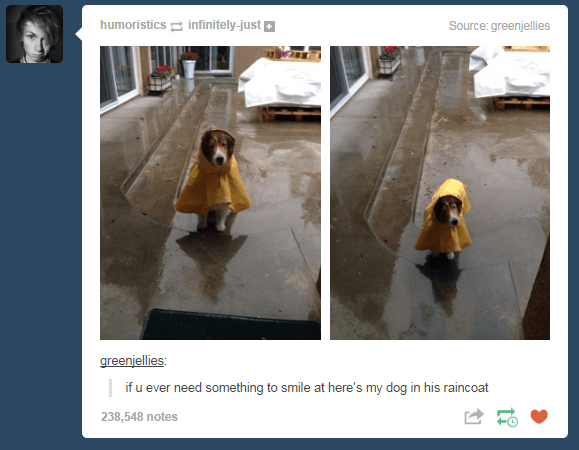 humoristics infinitely-just
Source: greenjellies
greenjellies:
if u ever need something to smile at here's my dog in his raincoat
238,548 notes